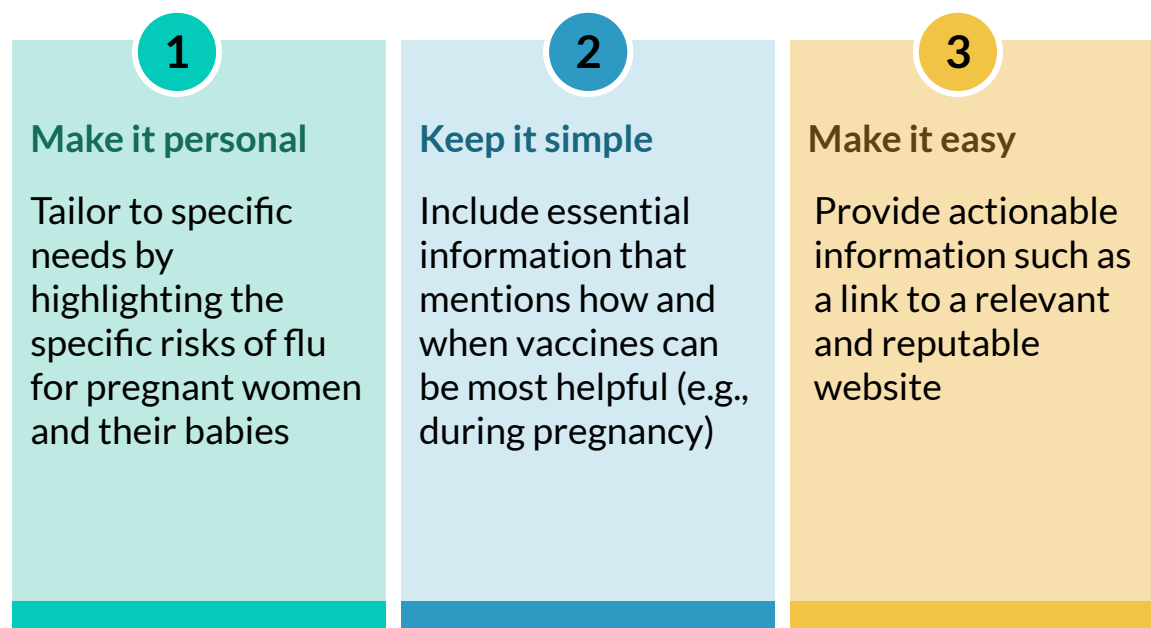 1
Make it personal
Tailor to specific
needs by
highlighting the
specific risks of flu
for pregnant women
and their babies
2
Keep it simple
Include essential
information that
mentions how and
when vaccines can
be most helpful (e.g.,
during pregnancy)
3
Make it easy
Provide actionable
information such as
a link to a relevant
and reputable
website